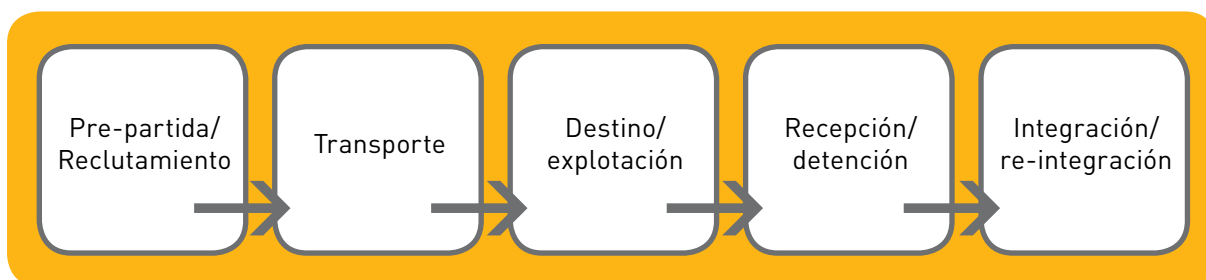 Pre-partida/
Reclutamiento
Transporte
Destino/
explotación
Recepción/
detención
Integración/
re-integración